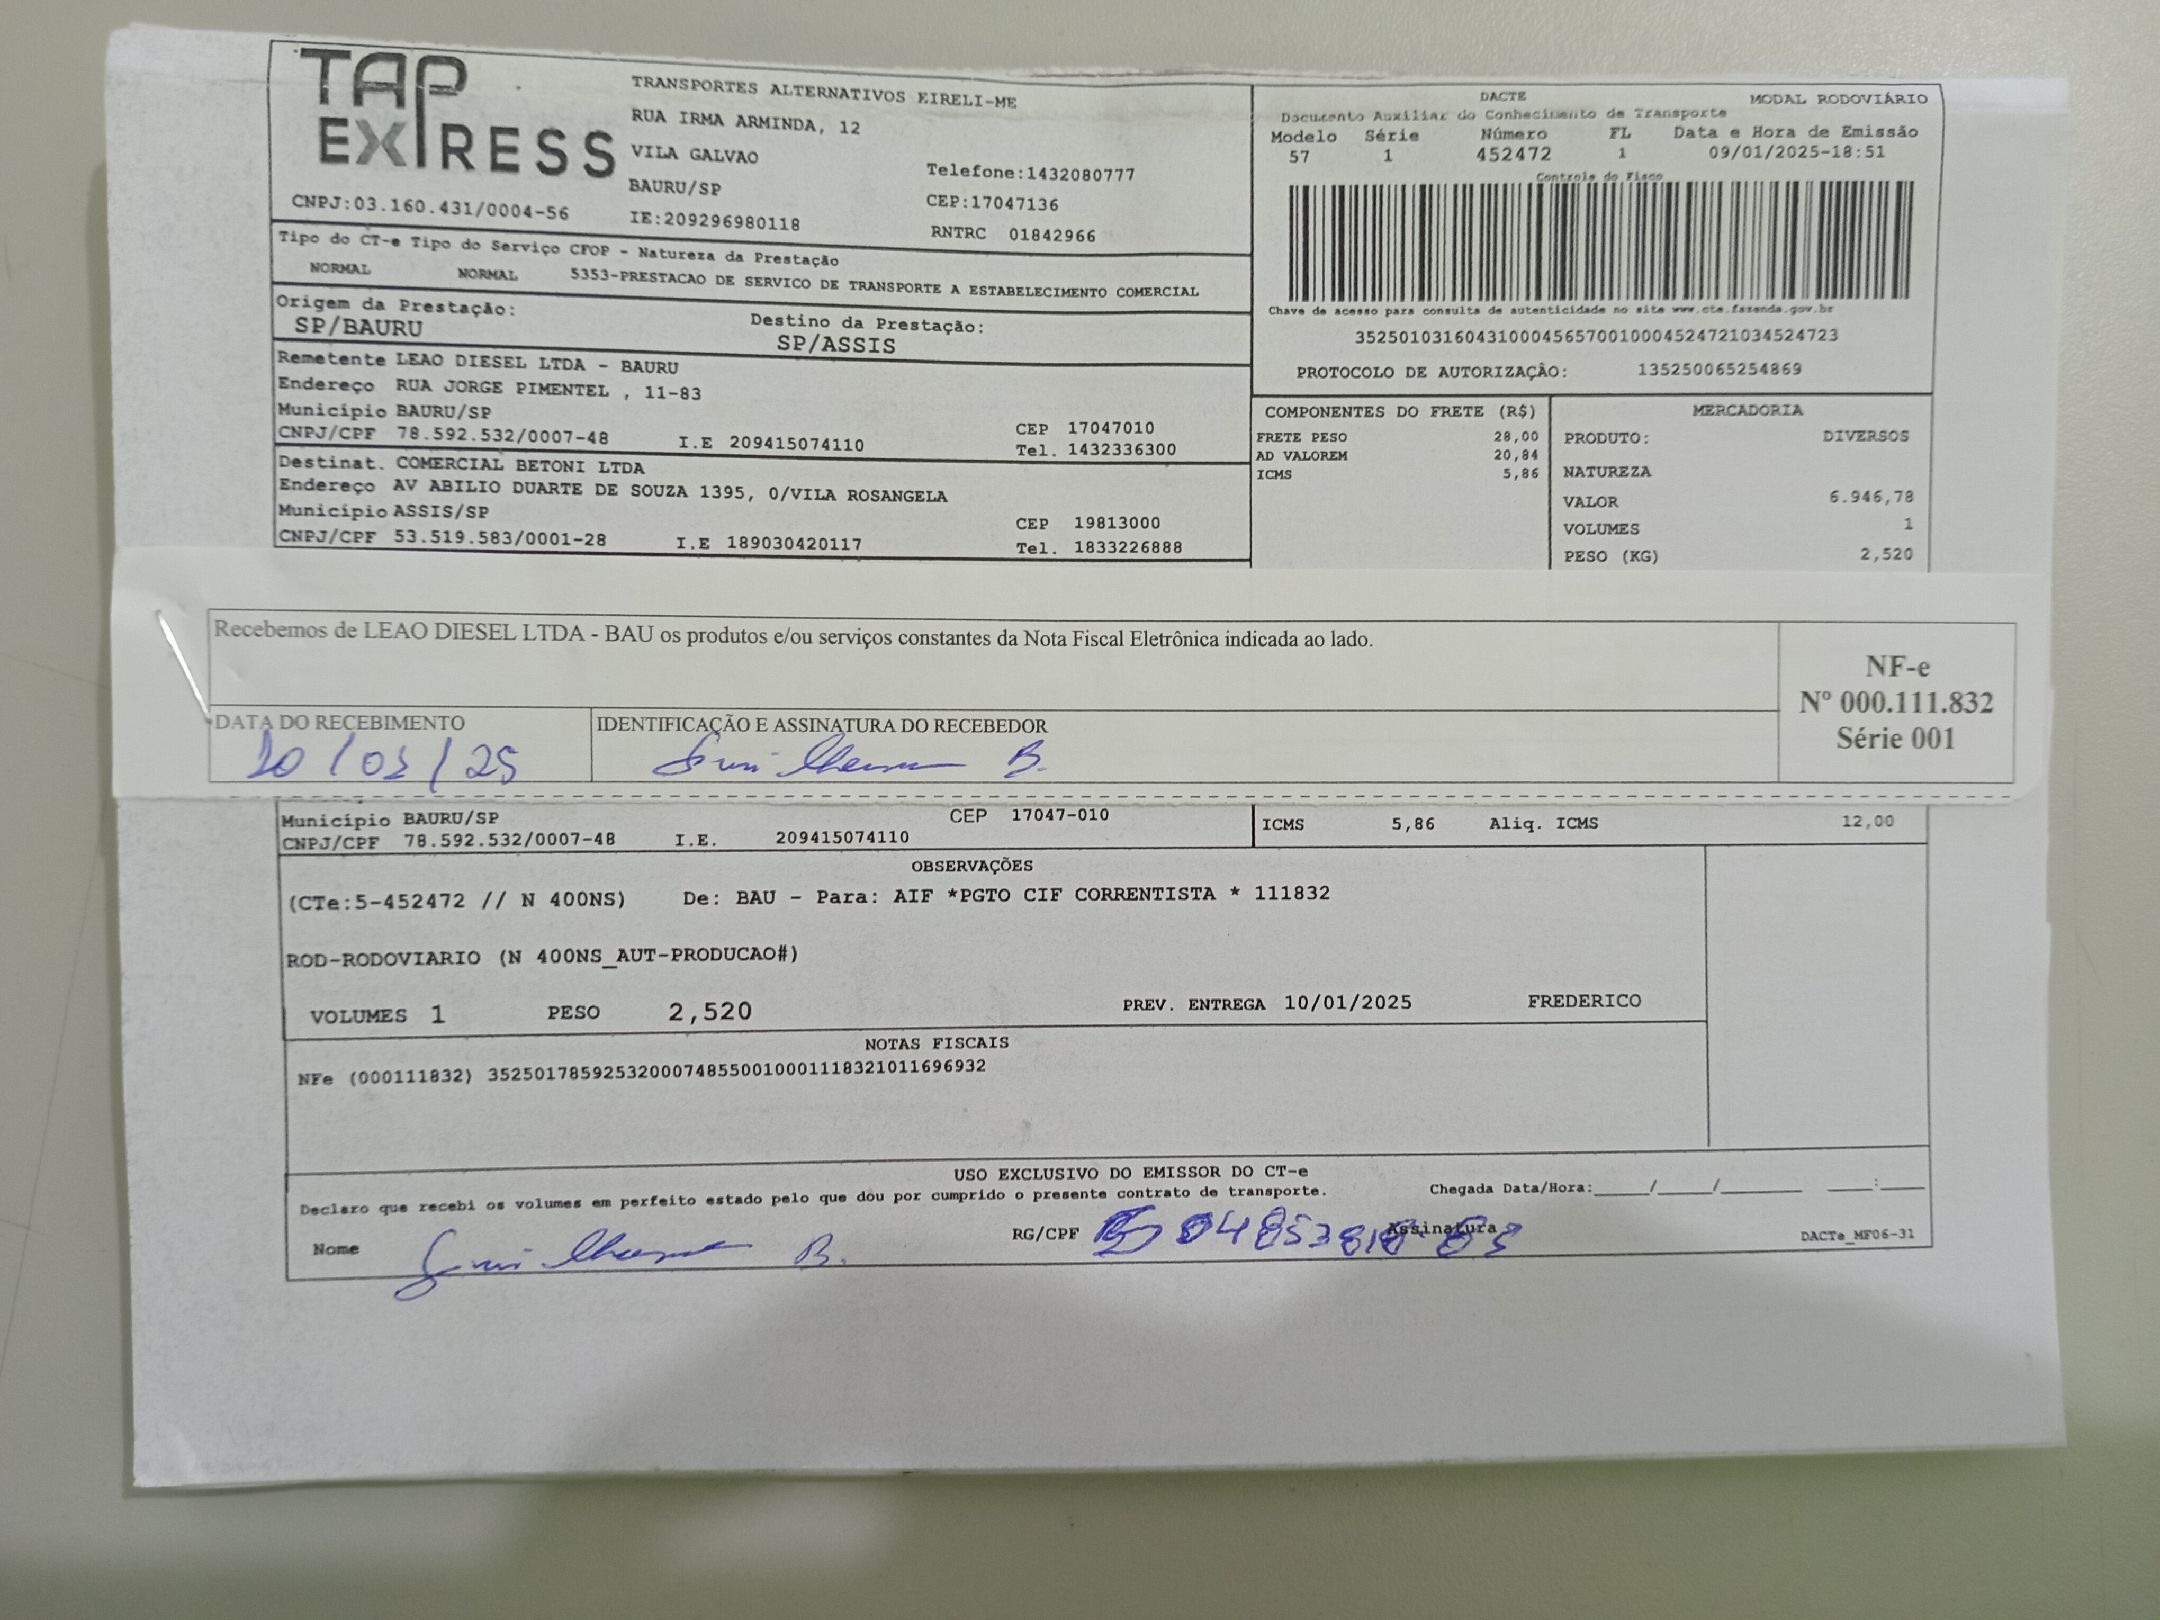 TAP EXPRESS
TRANSPORTES ALTERNATIVOS EIRELI-ME
RUA IRMA ARMINDA, 12
VILA GALVAO
BAURU/SP
IE:209296980118
Telefone:1432080777
CEP:17047136
RNTRC 01842966
CNPJ:03.160.431/0004-56
DACTE MODAL RODOVIÁRIO
Documento Auxiliar do Conhecimento de Transporte
Modelo Série Número FL Data e Hora de Emissão
57 1 452472 1 09/01/2025-18:51
Controle do Fisco
Chave de acesso para consulta de autenticidade no site www.cte.fazenda.gov.br
35250103160431000456570010004524721034524723
PROTOCOLO DE AUTORIZAÇÃO: 135250065254869
Tipo do CT-e Tipo do Serviço CFOP - Natureza da Prestação
NORMAL NORMAL 5353-PRESTACAO DE SERVICO DE TRANSPORTE A ESTABELECIMENTO COMERCIAL
Origem da Prestação: Destino da Prestação:
SP/BAURU SP/ASSIS
Remetente LEAO DIESEL LTDA - BAURU
Endereço RUA JORGE PIMENTEL , 11-83
Município BAURU/SP CEP 17047010
CNPJ/CPF 78.592.532/0007-48 I.E 209415074110 Tel. 1432336300
Destinat. COMERCIAL BETONI LTDA
Endereço AV ABILIO DUARTE DE SOUZA 1395, 0/VILA ROSANGELA
Município ASSIS/SP CEP 19813000
CNPJ/CPF 53.519.583/0001-28 I.E 189030420117 Tel. 1833226888
COMPONENTES DO FRETE (R$)
FRETE PESO 28,00
AD VALOREM 20,84
ICMS 5,86
MERCADORIA
PRODUTO: DIVERSOS
NATUREZA
VALOR 6.946,78
VOLUMES 1
PESO (KG) 2,520
Recebemos de LEAO DIESEL LTDA - BAU os produtos e/ou serviços constantes da Nota Fiscal Eletrônica indicada ao lado.
NF-e
Nº 000.111.832
Série 001
DATA DO RECEBIMENTO IDENTIFICAÇÃO E ASSINATURA DO RECEBEDOR
10/01/25 Guilherme B.
Município BAURU/SP CEP 17047-010
CNPJ/CPF 78.592.532/0007-48 I.E. 209415074110
ICMS 5,86 Aliq. ICMS 12,00
OBSERVAÇÕES
(CTe:5-452472 // N 400NS) De: BAU - Para: AIF *PGTO CIF CORRENTISTA * 111832
ROD-RODOVIARIO (N 400NS_AUT-PRODUCAO#)
VOLUMES 1 PESO 2,520 PREV. ENTREGA 10/01/2025 FREDERICO
NOTAS FISCAIS
NFe (000111832) 35250178592532000748550010001118321011696932
USO EXCLUSIVO DO EMISSOR DO CT-e
Declaro que recebi os volumes em perfeito estado pelo que dou por cumprido o presente contrato de transporte. Chegada Data/Hora:_____/_____/_______ ____:____
Nome Guilherme B. RG/CPF Assinatura DACTe_MF06-31